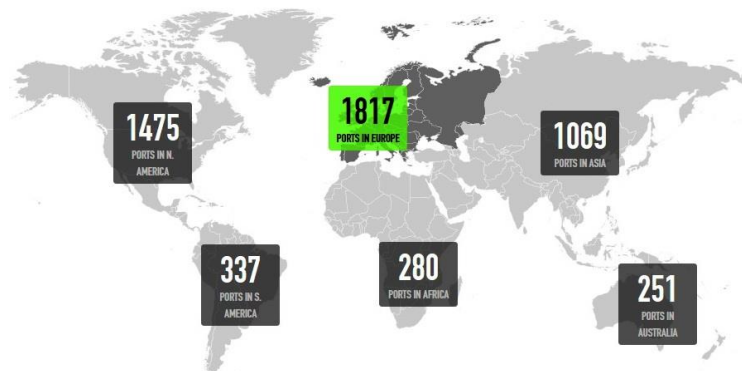 1475
PORTS IN N.
AMERICA
1817
PORTS IN EUROPE
1069
PORTS IN ASIA
337
PORTS IN S.
AMERICA
280
PORTS IN AFRICA
251
PORTS IN
AUSTRALIA